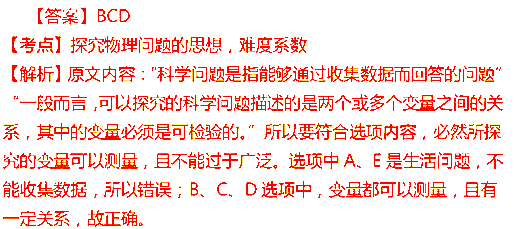 【答案】BCD
【考点】探究物理问题的思想，难度系数
【解析】原文内容：“科学问题是指能够通过收集数据而回答的问题”
“一般而言，可以探究的科学问题描述的是两个或多个变量之间的关
系，其中的变量必须是可检验的。”所以要符合选项内容，必然所探
究的变量可以测量，且不能过于广泛。选项中 A、E 是生活问题，不
能收集数据，所以错误；B、C、D 选项中，变量都可以测量，且有
一定关系，故正确。